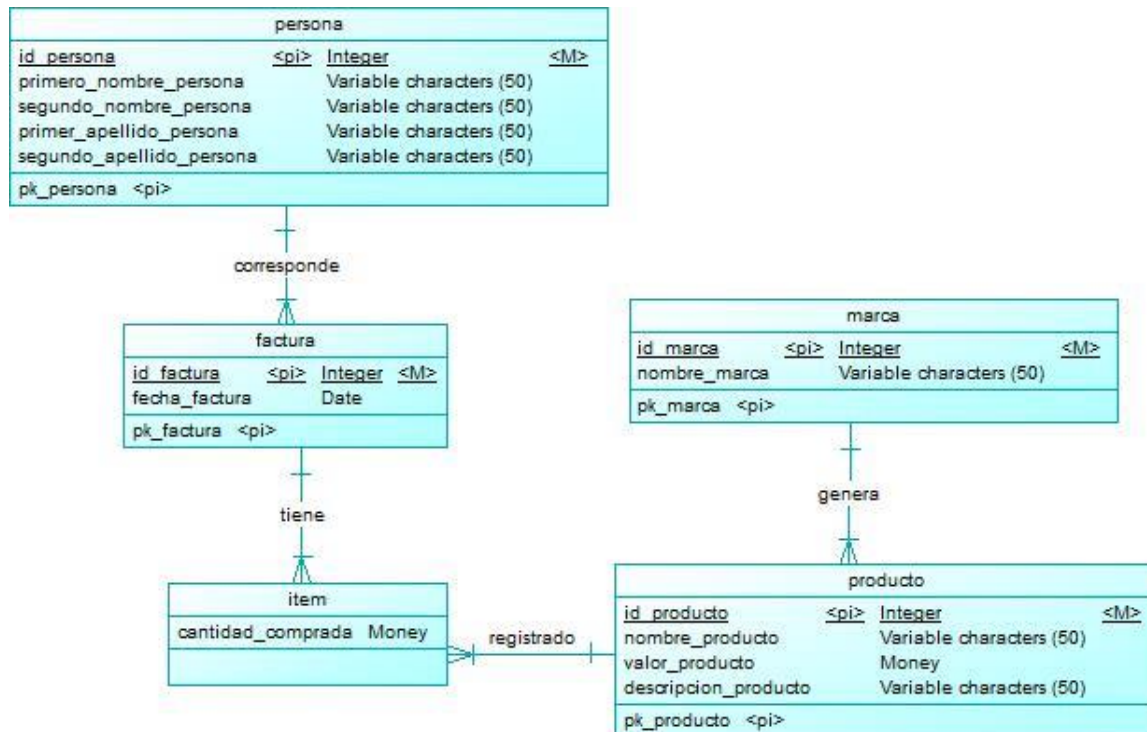 persona
id_persona <pi> Integer <M>
primero_nombre_persona Variable characters (50)
segundo_nombre_persona Variable characters (50)
primer_apellido_persona Variable characters (50)
segundo_apellido_persona Variable characters (50)
pk_persona <pi>
corresponde
factura
id_factura <pi> Integer <M>
fecha_factura Date
pk_factura <pi>
marca
id_marca <pi> Integer <M>
nombre_marca Variable characters (50)
pk_marca <pi>
tiene
genera
item
cantidad_comprada Money
registrado
producto
id_producto <pi> Integer <M>
nombre_producto Variable characters (50)
valor_producto Money
descripcion_producto Variable characters (50)
pk_producto <pi>